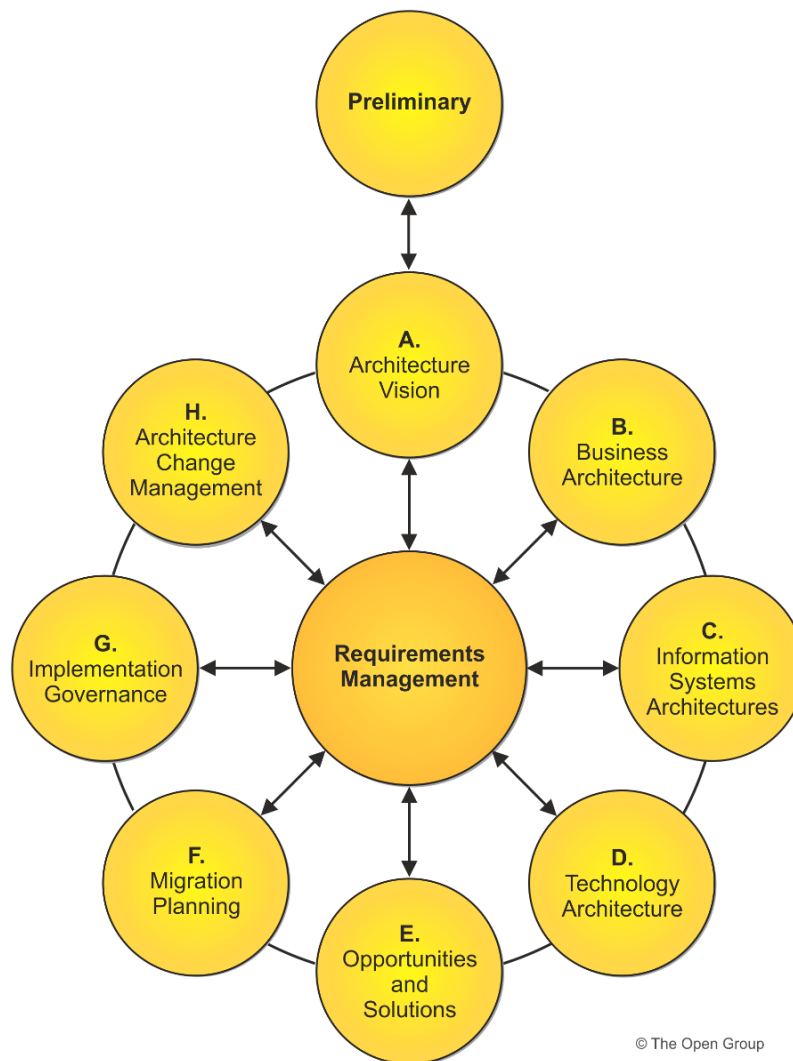 Preliminary
A.
Architecture
Vision
B.
Business
Architecture
C.
Information
Systems
Architectures
D.
Technology
Architecture
E.
Opportunities
and
Solutions
F.
Migration
Planning
G.
Implementation
Governance
H.
Architecture
Change
Management
Requirements
Management
© The Open Group